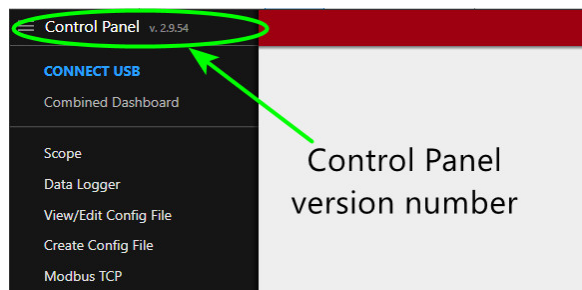 Control Panel v. 2.9.54
CONNECT USB
Combined Dashboard
Scope
Data Logger
View/Edit Config File
Create Config File
Modbus TCP
Control Panel
version number